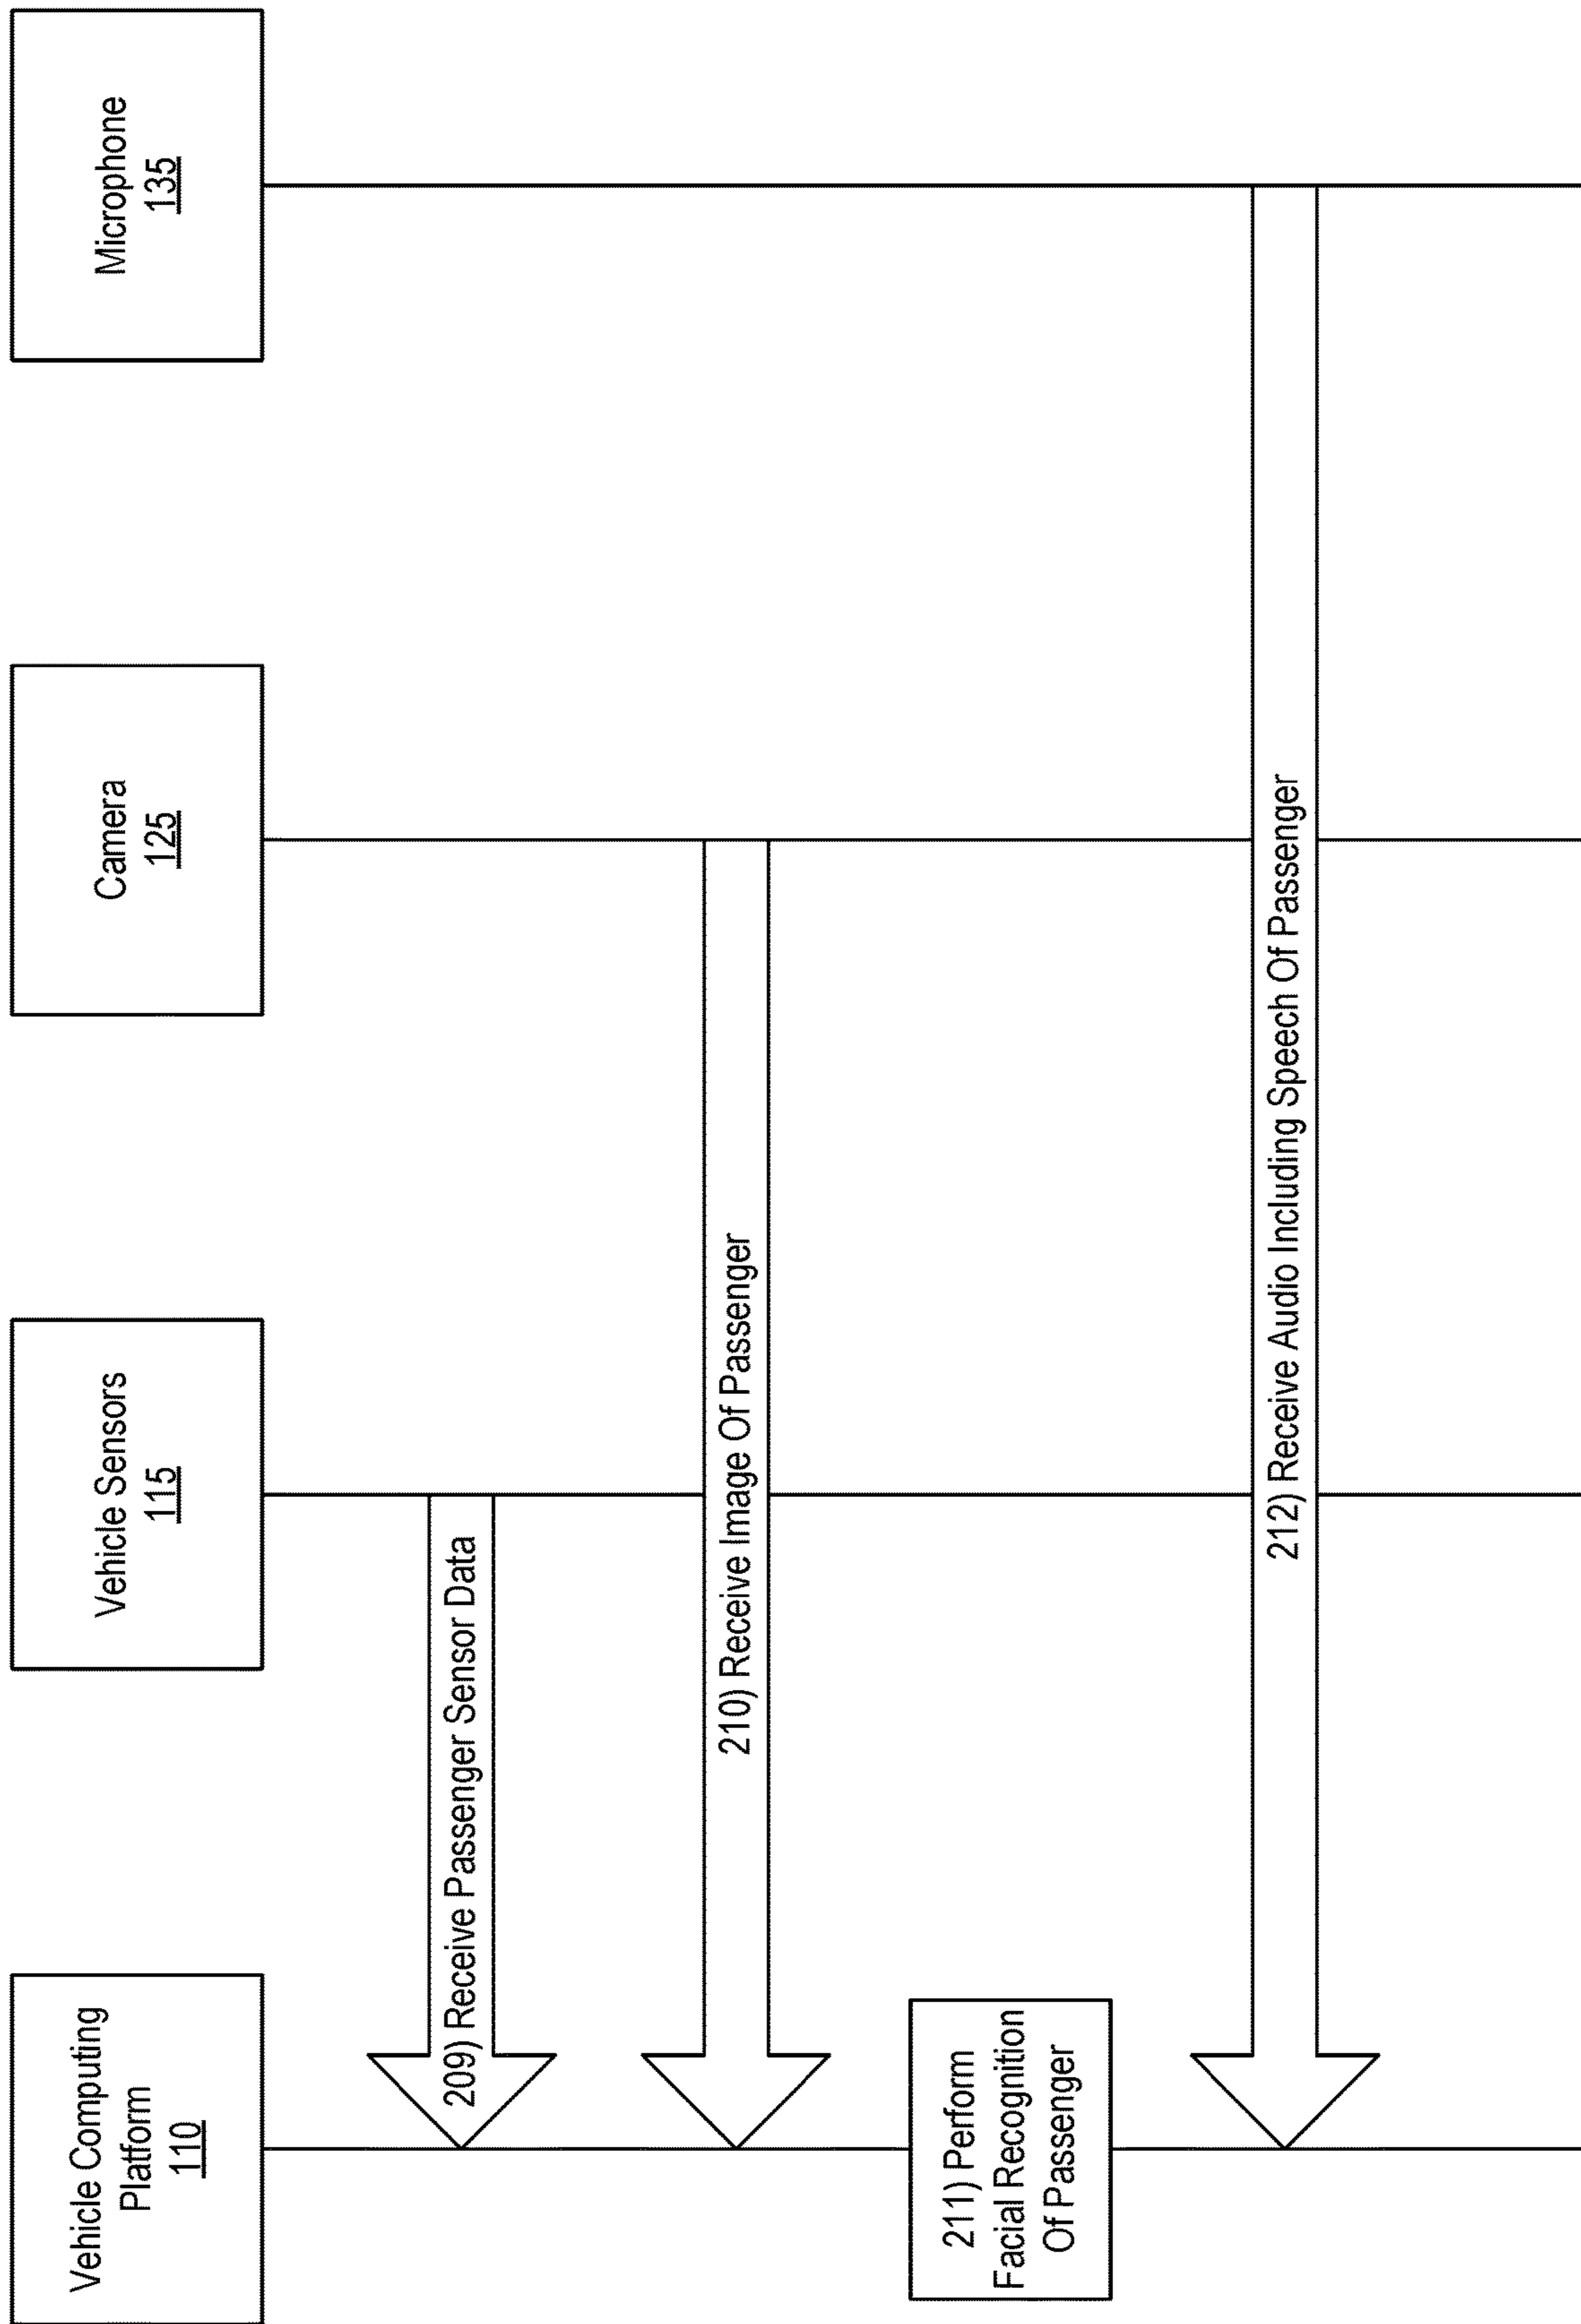 Vehicle Computing
Platform
110
Vehicle Sensors
115
Camera
125
Microphone
135
209) Receive Passenger Sensor Data
210) Receive Image Of Passenger
211) Perform
Facial Recognition
Of Passenger
212) Receive Audio Including Speech Of Passenger